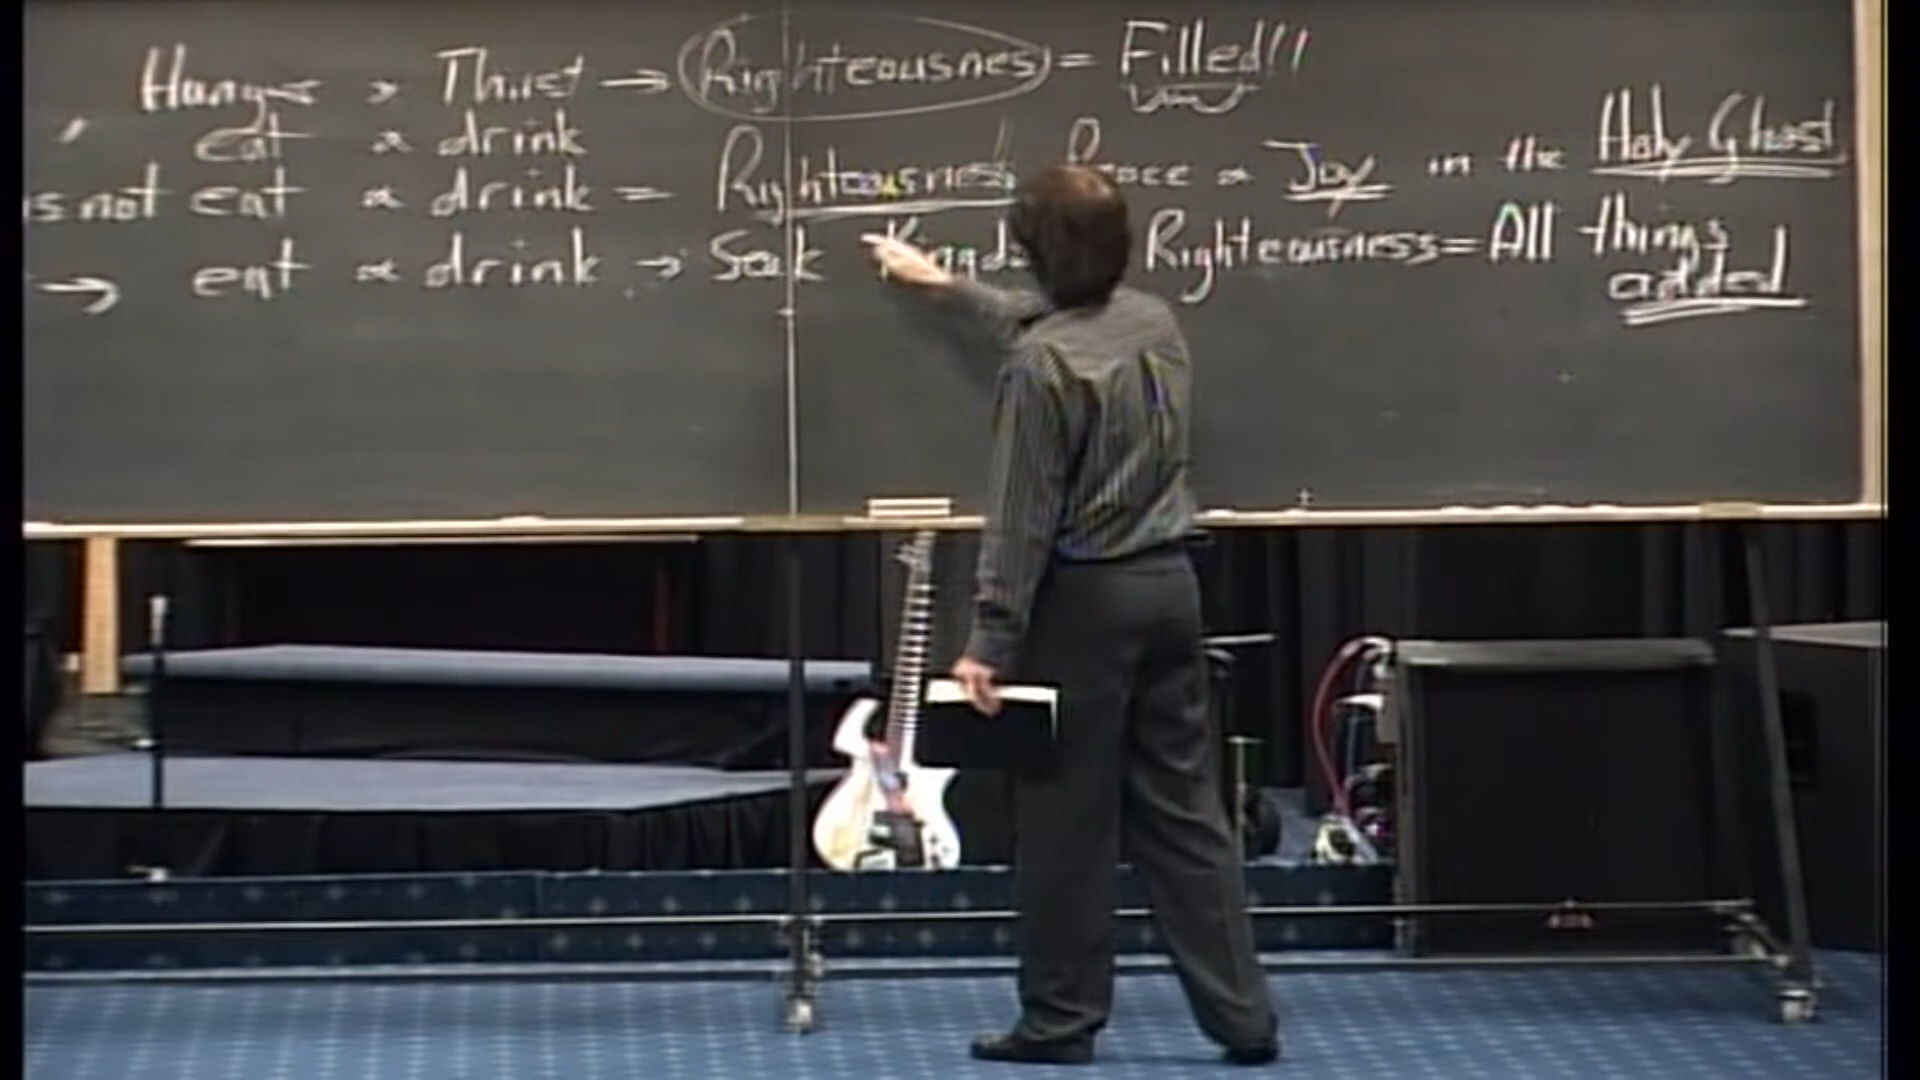 Hunger & Thirst → Righteousnes = Filled!!
eat & drink
is not eat & drink = Righteousness Peace & Joy in the Holy Ghost
→ eat & drink → Seek Kingdo Righteousness = All things added